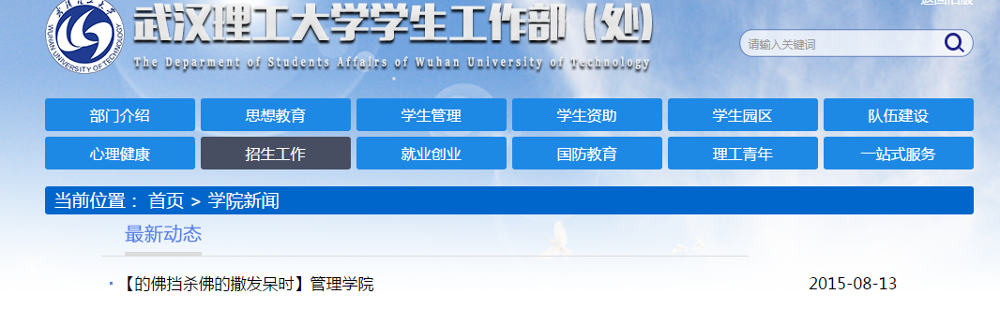 返回旧版
武汉理工大学学生工作部（处）
The Deparment of Students Affairs of Wuhan University of Technology
WUHAN UNIVERSITY OF TECHNOLOGY
请输入关键词
部门介绍 思想教育 学生管理 学生资助 学生园区 队伍建设
心理健康 招生工作 就业创业 国防教育 理工青年 一站式服务
当前位置： 首页 > 学院新闻
最新动态
【的佛挡杀佛的撒发呆时】管理学院 2015-08-13